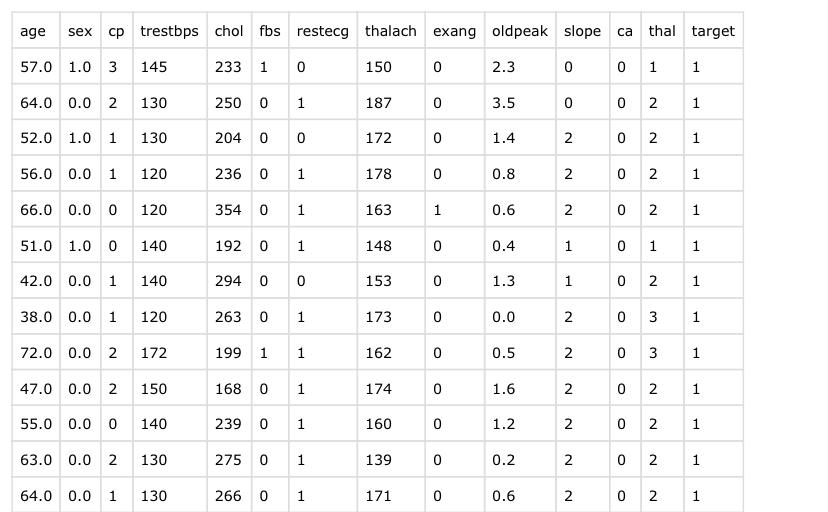 age sex cp trestbps chol fbs restecg thalach exang oldpeak slope ca thal target
57.0 1.0 3 145 233 1 0 150 0 2.3 0 0 1 1
64.0 0.0 2 130 250 0 1 187 0 3.5 0 0 2 1
52.0 1.0 1 130 204 0 0 172 0 1.4 2 0 2 1
56.0 0.0 1 120 236 0 1 178 0 0.8 2 0 2 1
66.0 0.0 0 120 354 0 1 163 1 0.6 2 0 2 1
51.0 1.0 0 140 192 0 1 148 0 0.4 1 0 1 1
42.0 0.0 1 140 294 0 0 153 0 1.3 1 0 2 1
38.0 0.0 1 120 263 0 1 173 0 0.0 2 0 3 1
72.0 0.0 2 172 199 1 1 162 0 0.5 2 0 3 1
47.0 0.0 2 150 168 0 1 174 0 1.6 2 0 2 1
55.0 0.0 0 140 239 0 1 160 0 1.2 2 0 2 1
63.0 0.0 2 130 275 0 1 139 0 0.2 2 0 2 1
64.0 0.0 1 130 266 0 1 171 0 0.6 2 0 2 1